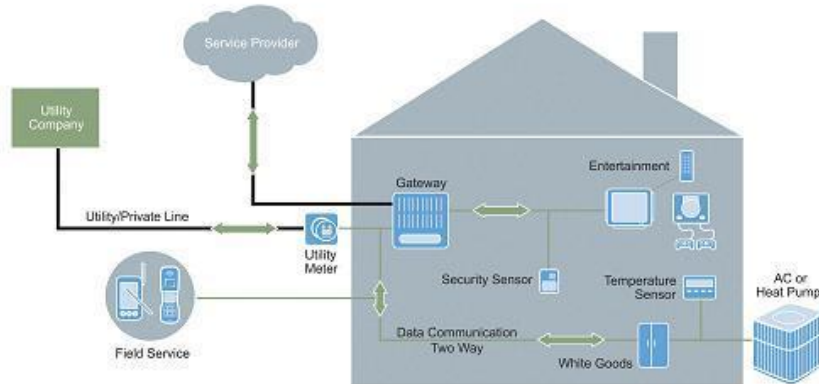 Service Provider
Utility
Company
Entertainment
Gateway
Utility/Private Line
Utility
Meter
Security Sensor
Temperature
Sensor
AC or
Heat Pump
Data Communication
Two Way
White Goods
Field Service